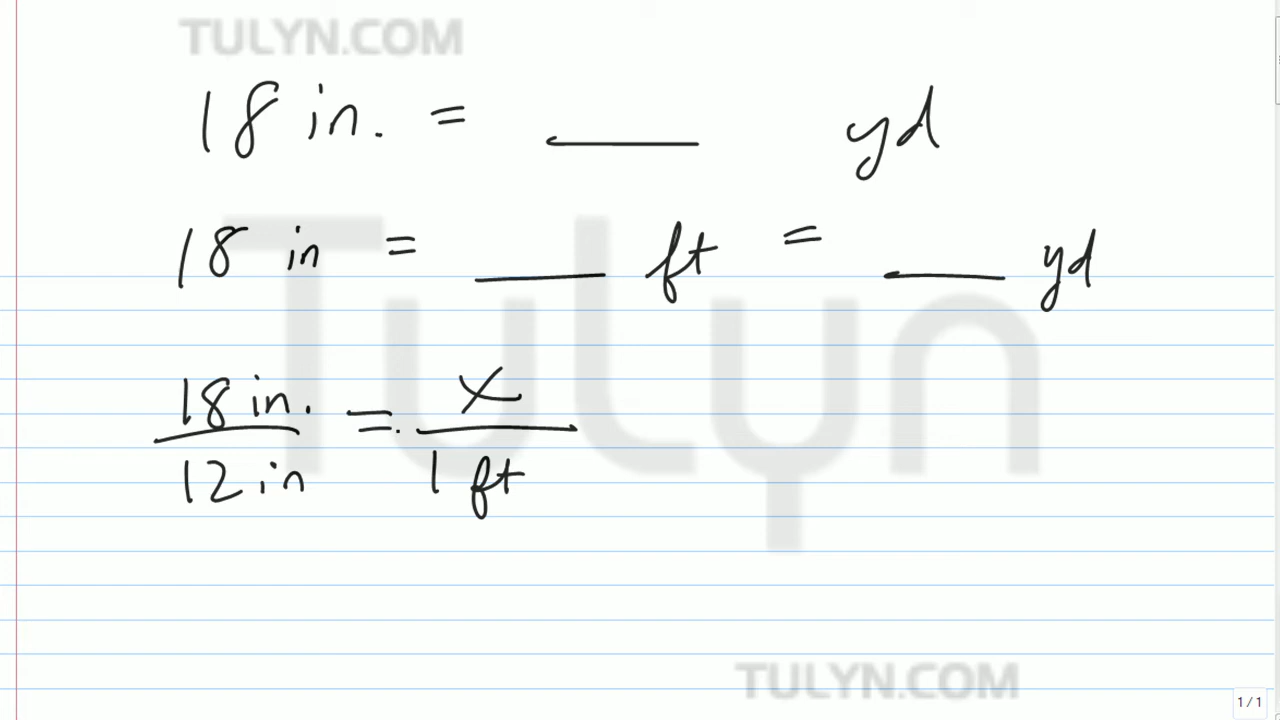 TULYN.COM
18 in. = ____ yd
18 in = ____ ft = ____ yd
18 in. = x
12 in 1 ft
TuLyn
TULYN.COM
1 / 1